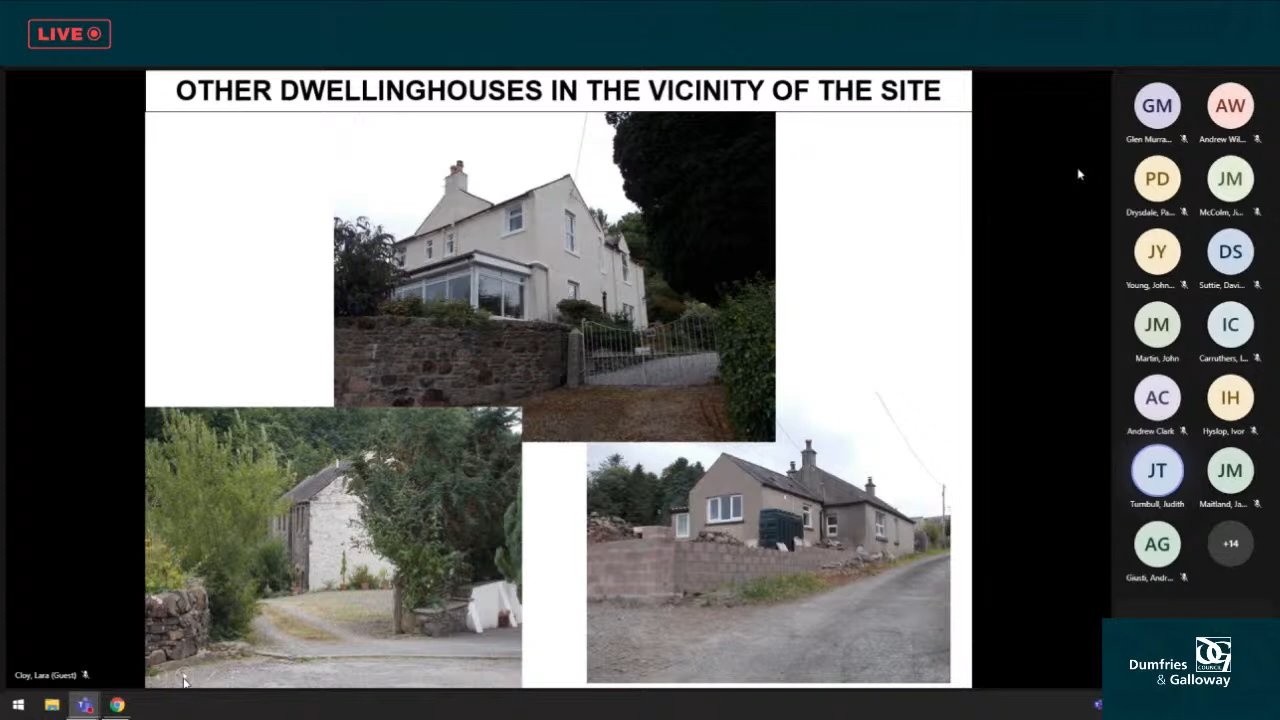 LIVE
OTHER DWELLINGHOUSES IN THE VICINITY OF THE SITE
GM
AW
Glen Murra...
Andrew Wil...
PD
JM
Drysdale, Pa...
McColm, Ji...
JY
DS
Young, John...
Suttie, Davi...
JM
IC
Martin, John
Carruthers, I...
AC
IH
Andrew Clark
Hyslop, Ivor
JT
JM
Turnbull, Judith
Maitland, Ja...
AG
+14
Giusti, Andr...
Cloy, Lara (Guest)
Dumfries
& Galloway
COUNCIL